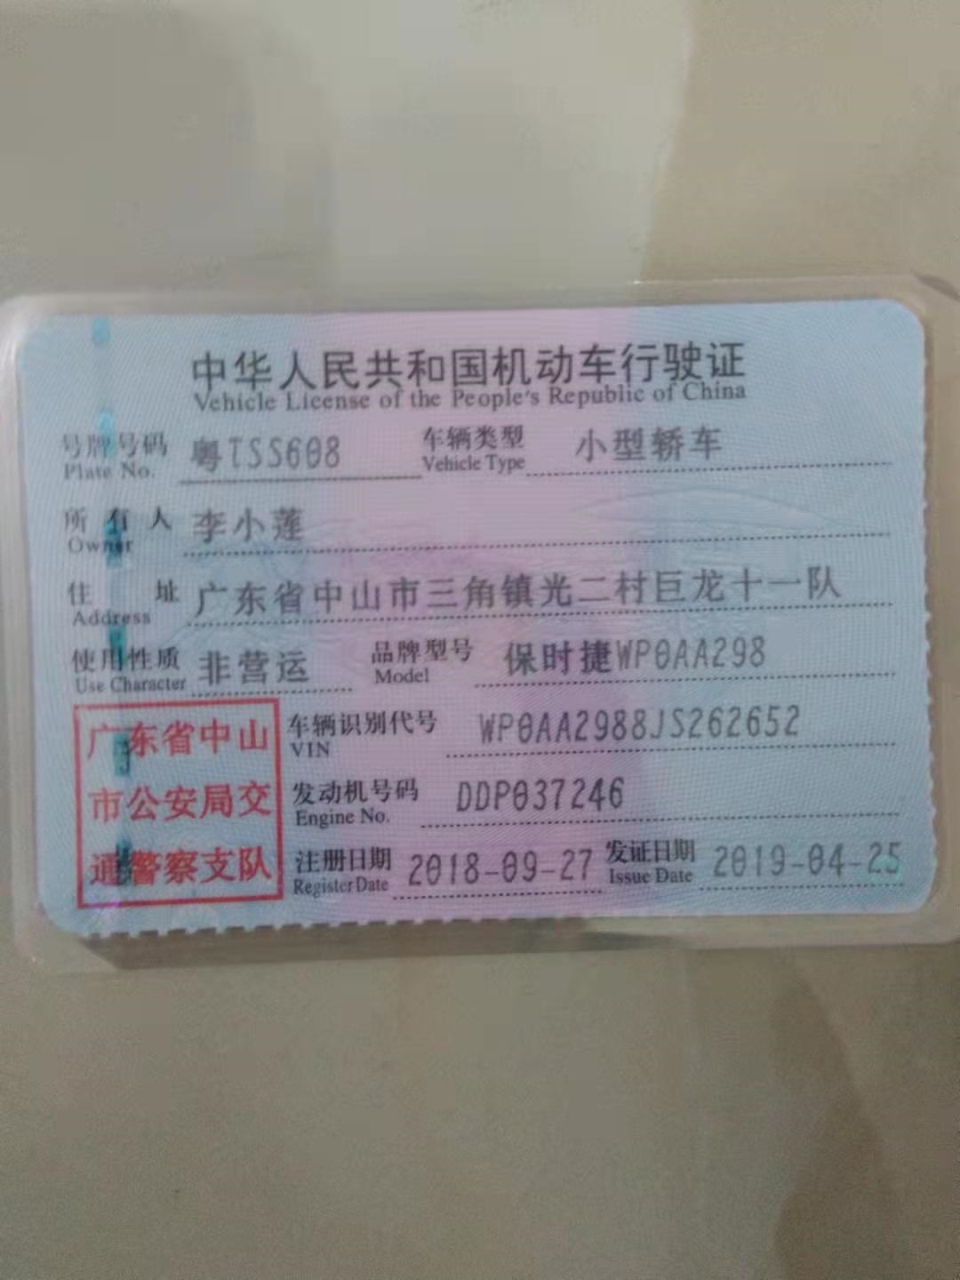 中华人民共和国机动车行驶证
Vehicle License of the People's Republic of China
号牌号码 粤TSS608 车辆类型 小型轿车
Plate No. Vehicle Type
所有人 李小莲
Owner
住址 广东省中山市三角镇光二村巨龙十一队
Address
使用性质 非营运 品牌型号 保时捷WP0AA298
Use Character Model
广东省中山
市公安局交
通警察支队
车辆识别代号 WP0AA2988JS262652
VIN
发动机号码 DDP037246
Engine No.
注册日期 2018-09-27 发证日期 2019-04-25
Register Date Issue Date